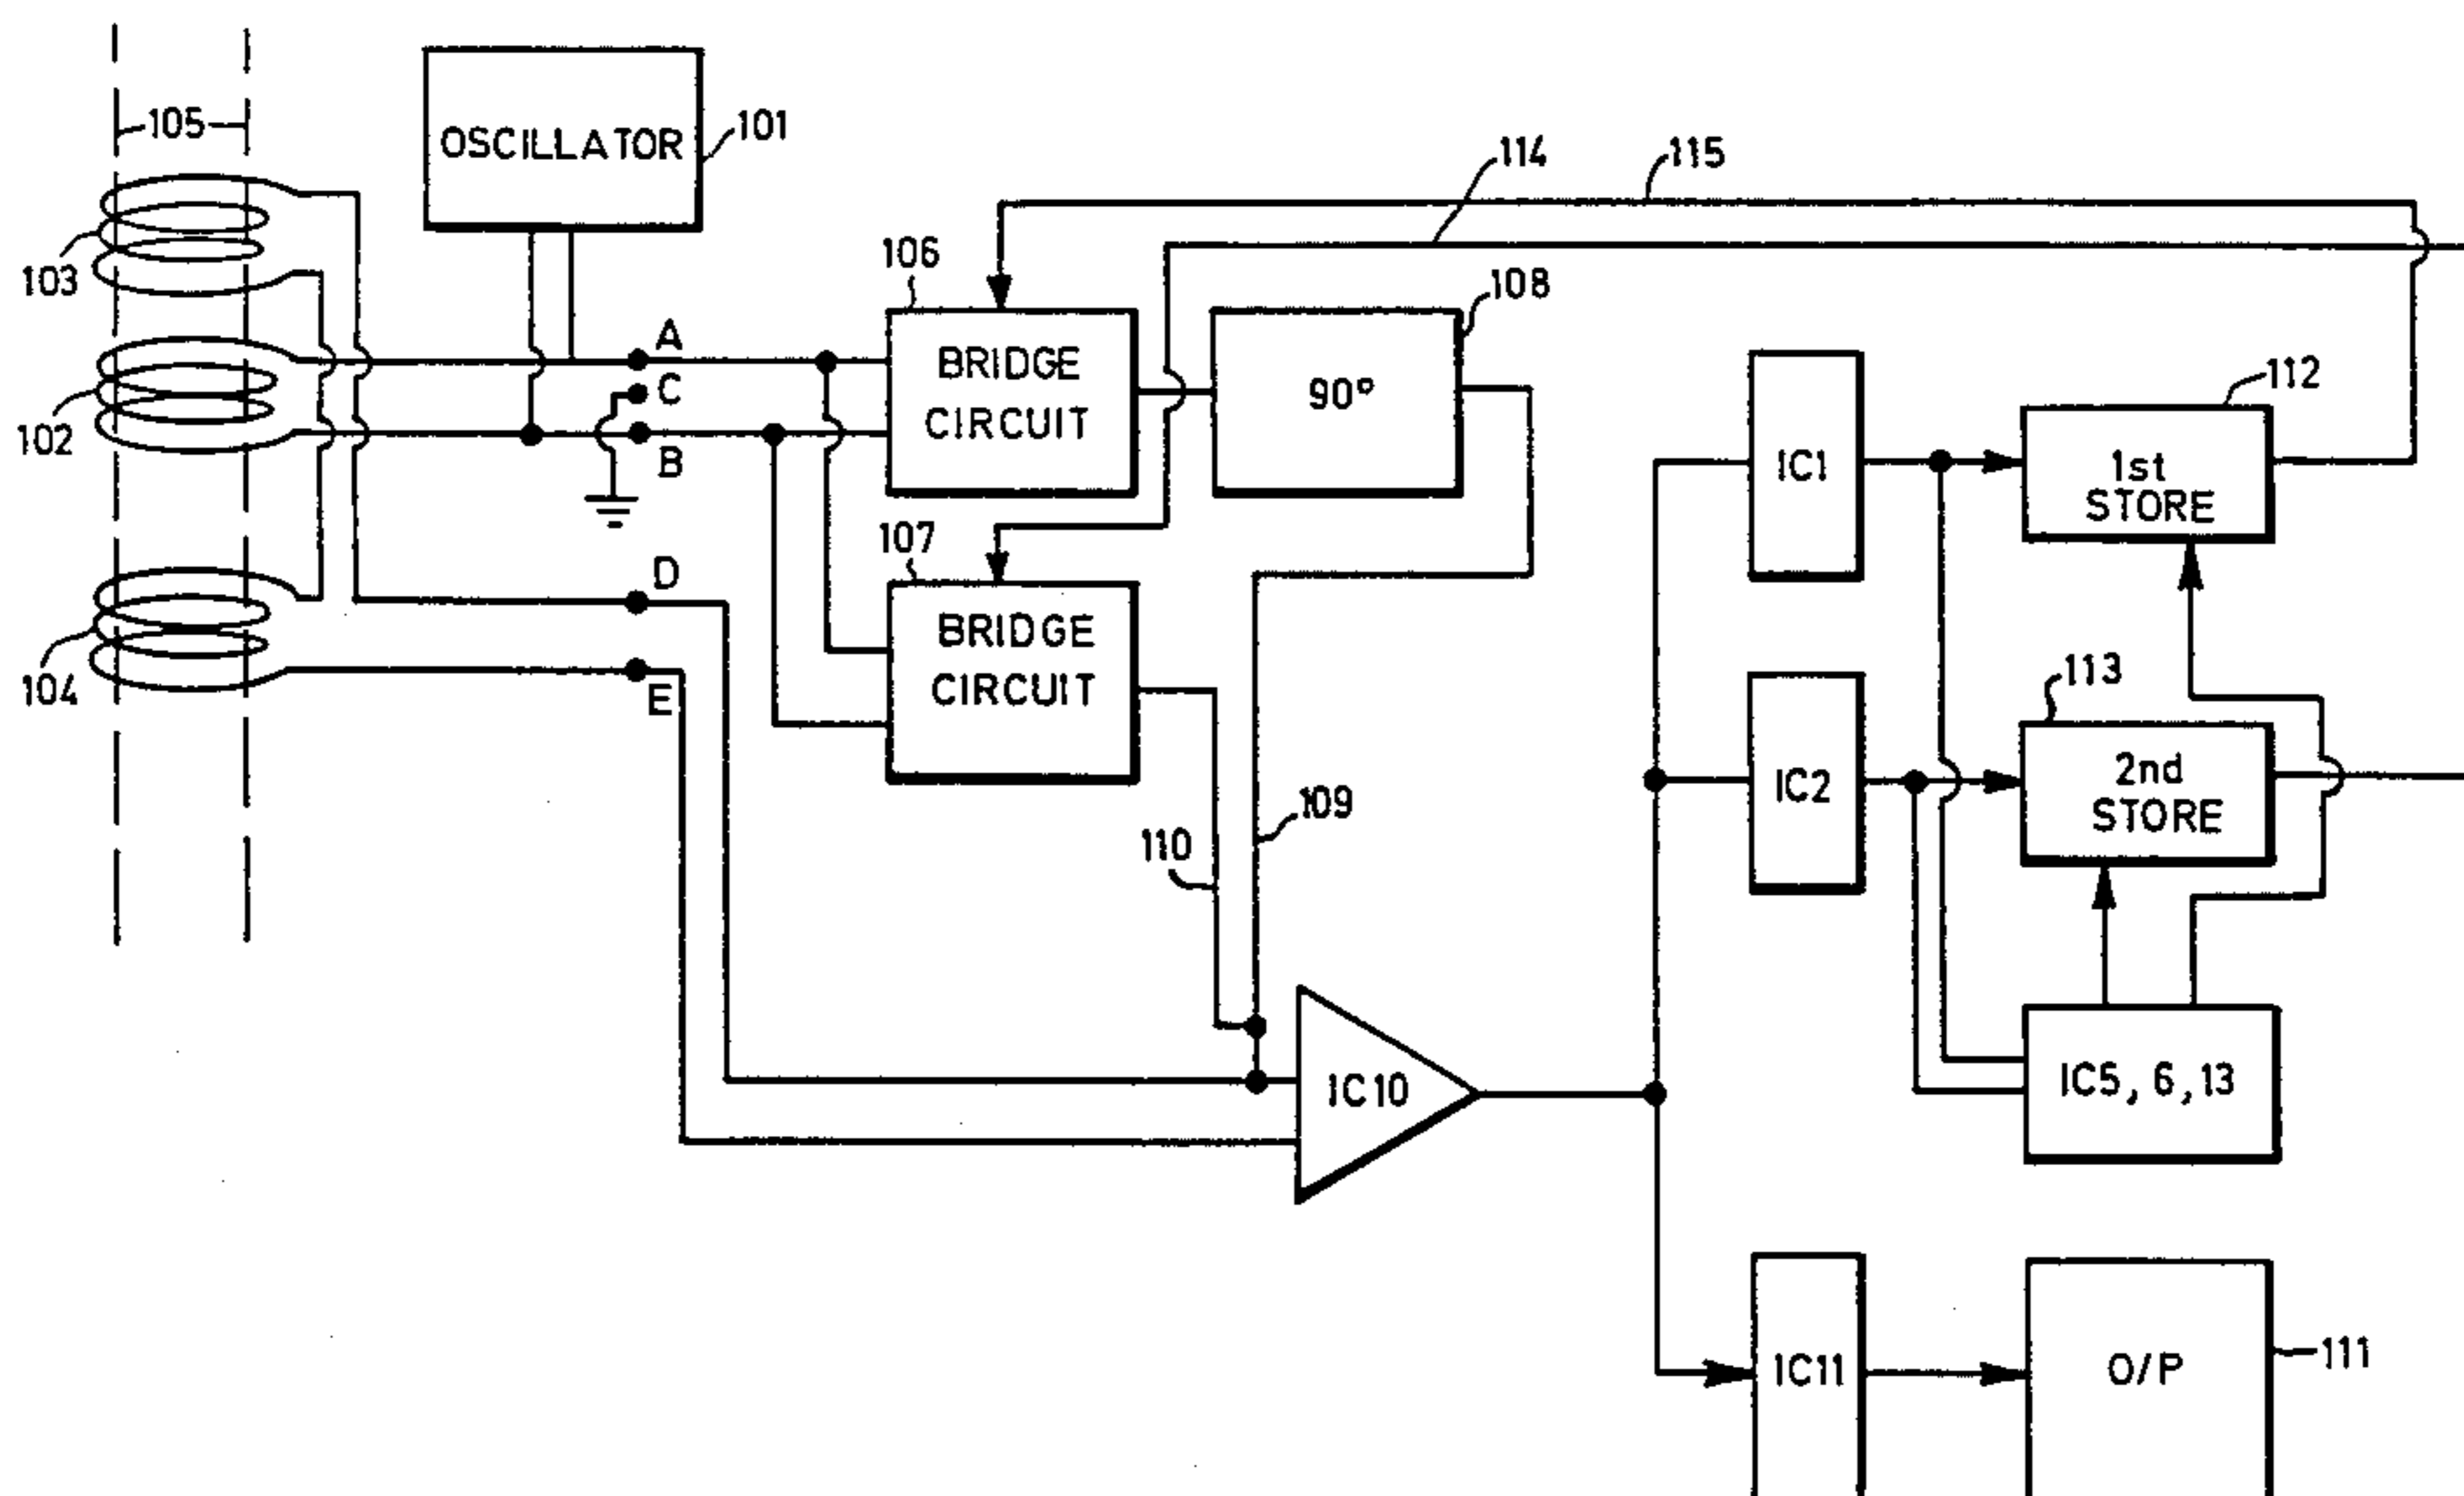 105
OSCILLATOR
101
103
102
104
A
C
B
D
E
106
BRIDGE
CIRCUIT
90°
108
114
115
107
BRIDGE
CIRCUIT
110
109
IC10
IC1
1st
STORE
112
IC2
2nd
STORE
113
IC5, 6, 13
IC11
O/P
111